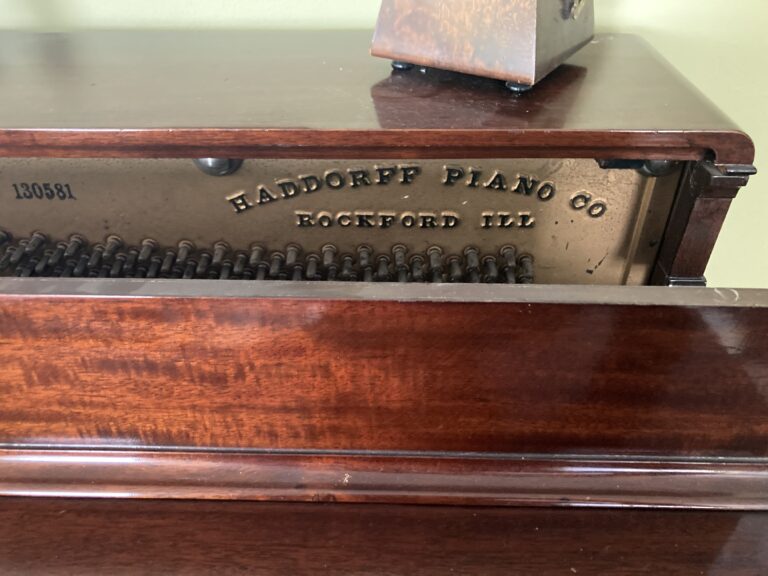 130581
HADDORFF PIANO CO
ROCKFORD ILL